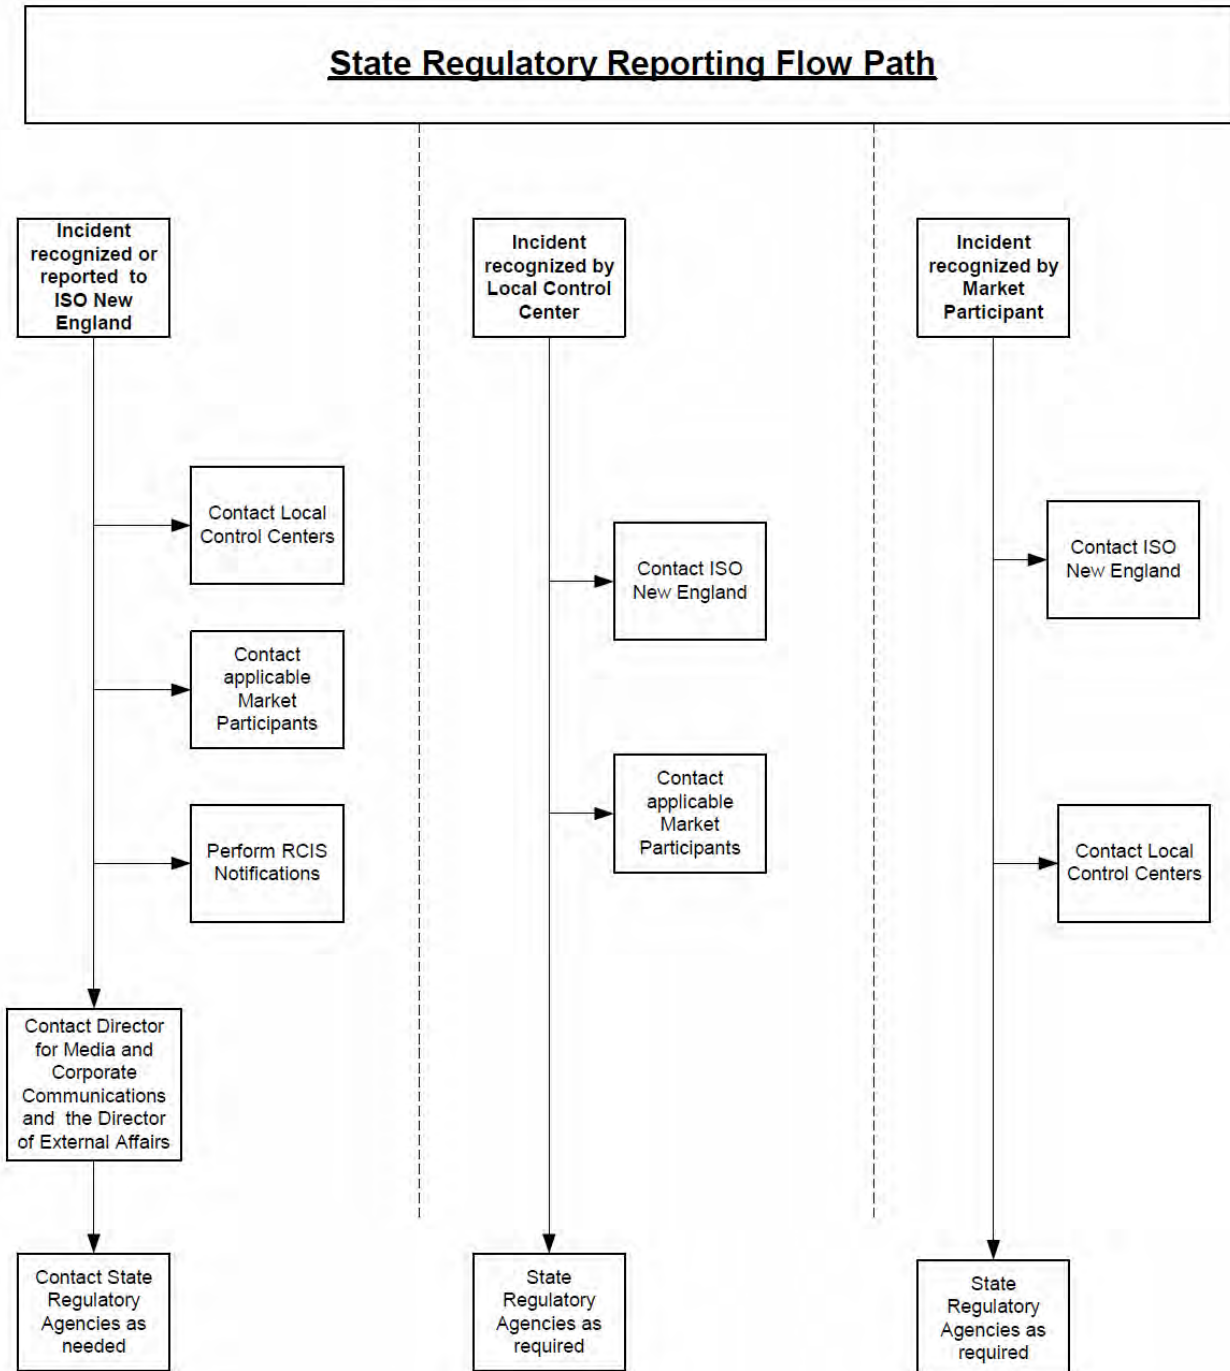 State Regulatory Reporting Flow Path
Incident
recognized or
reported to
ISO New
England
Contact Local
Control Centers
Contact
applicable
Market
Participants
Perform RCIS
Notifications
Contact Director
for Media and
Corporate
Communications
and the Director
of External Affairs
Contact State
Regulatory
Agencies as
needed
Incident
recognized by
Local Control
Center
Contact ISO
New England
Contact
applicable
Market
Participants
State
Regulatory
Agencies as
required
Incident
recognized by
Market
Participant
Contact ISO
New England
Contact Local
Control Centers
State
Regulatory
Agencies as
required